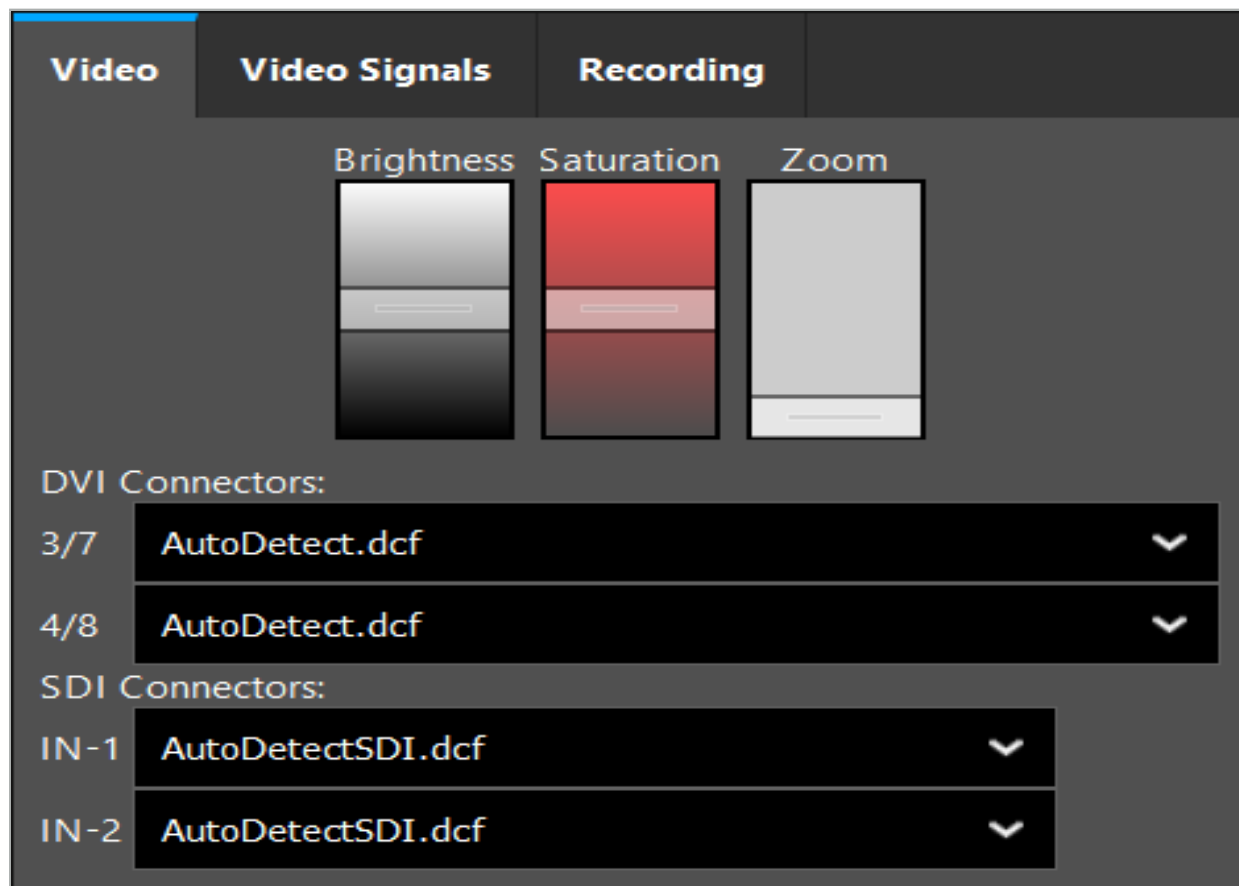 Video Video Signals Recording
Brightness Saturation Zoom
DVI Connectors:
3/7 AutoDetect.dcf
4/8 AutoDetect.dcf
SDI Connectors:
IN-1 AutoDetectSDI.dcf
IN-2 AutoDetectSDI.dcf